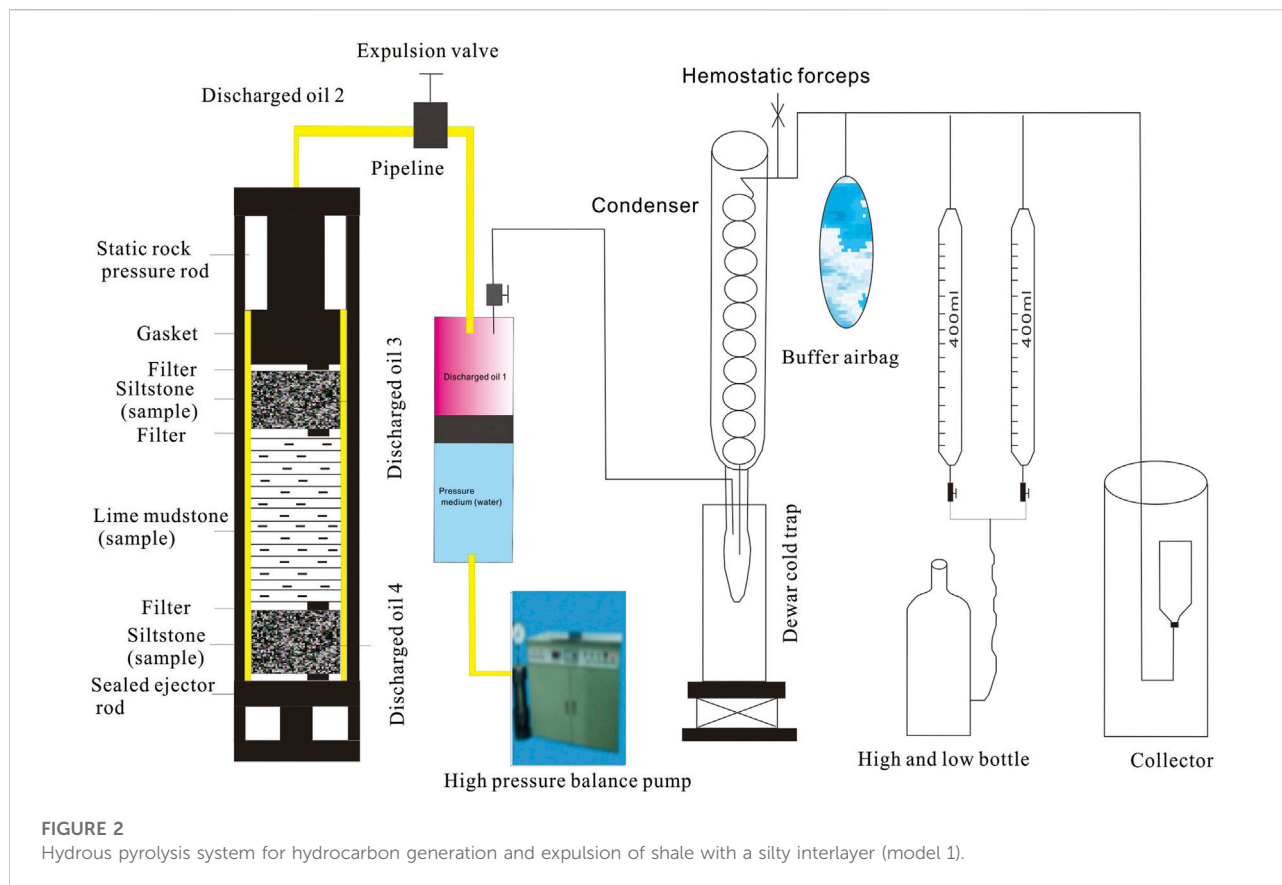 Expulsion valve
Discharged oil 2
Pipeline
Hemostatic forceps
Condenser
Static rock
pressure rod
Gasket
Filter
Siltstone
(sample)
Filter
Lime mudstone
(sample)
Filter
Siltstone
(sample)
Sealed ejector
rod
Discharged oil 3
Discharged oil 4
Discharged oil 1
Pressure
medium (water)
High pressure balance pump
Dewar cold trap
Buffer airbag
400ml
400ml
High and low bottle
Collector
FIGURE 2
Hydrous pyrolysis system for hydrocarbon generation and expulsion of shale with a silty interlayer (model 1).